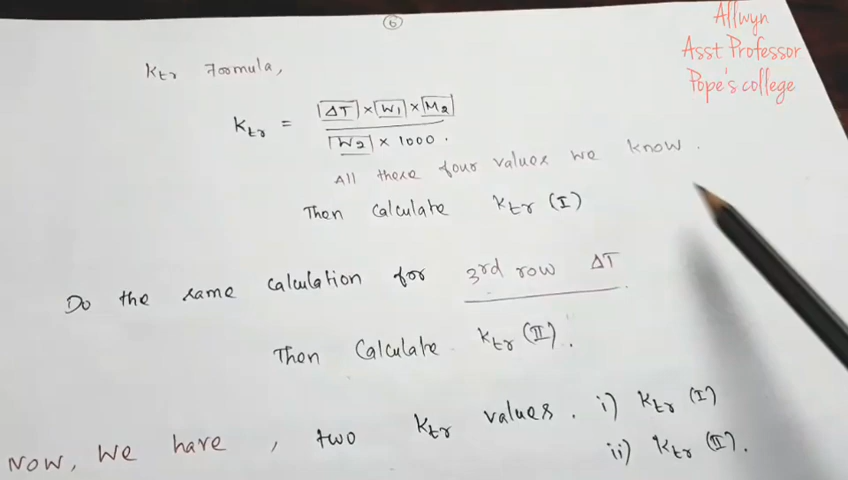 6
Allwyn
Asst Professor
Pope's college
Ktr Formula,
Ktr = ΔT × W1 × M2 / W2 × 1000.
All these four values we know.
Then calculate Ktr (I)
Do the same calculation for 3rd row ΔT
Then Calculate Ktr (II).
Now, We have, two Ktr values. i) Ktr (I)
ii) Ktr (II).